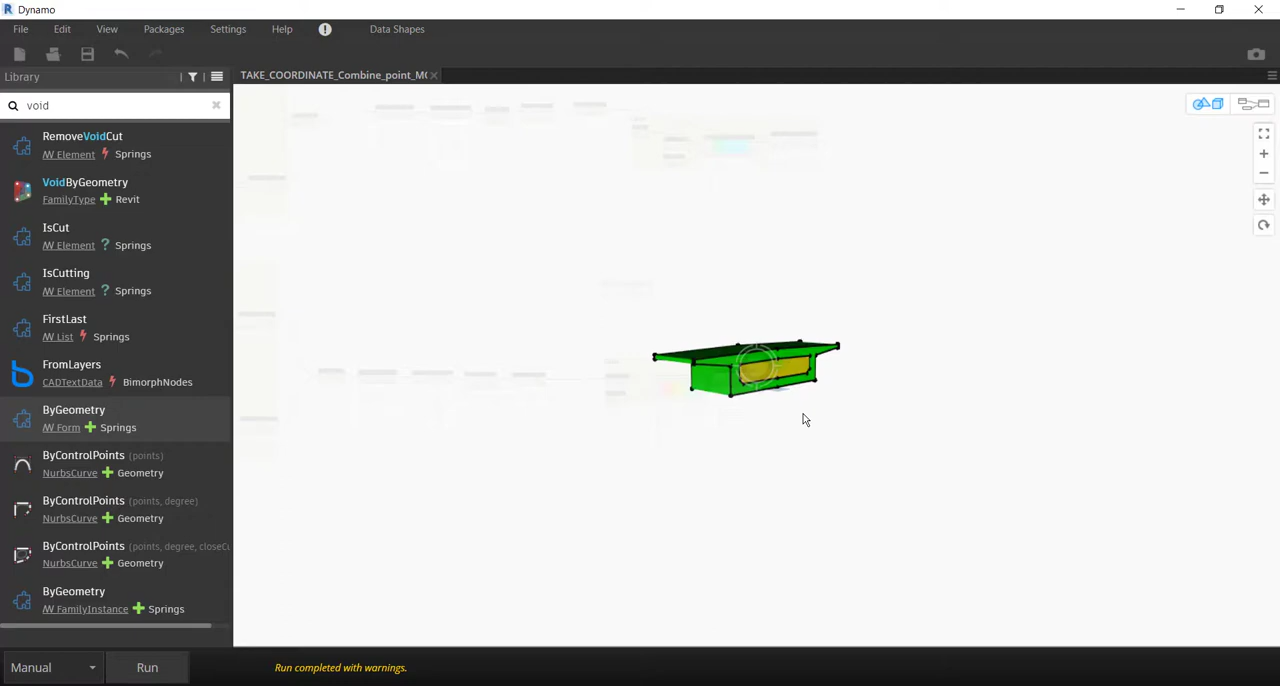 Dynamo
File Edit View Packages Settings Help Data Shapes
Library
TAKE_COORDINATE_Combine_point_M
void
RemoveVoidCut
Element Springs
VoidByGeometry
FamilyType Revit
IsCut
Element ? Springs
IsCutting
Element ? Springs
FirstLast
List Springs
FromLayers
CADTextData BimorphNodes
ByGeometry
Form Springs
ByControlPoints (points)
NurbsCurve Geometry
ByControlPoints (points, degree)
NurbsCurve Geometry
ByControlPoints (points, degree, closeCu
NurbsCurve Geometry
ByGeometry
FamilyInstance Springs
Manual
Run
Run completed with warnings.